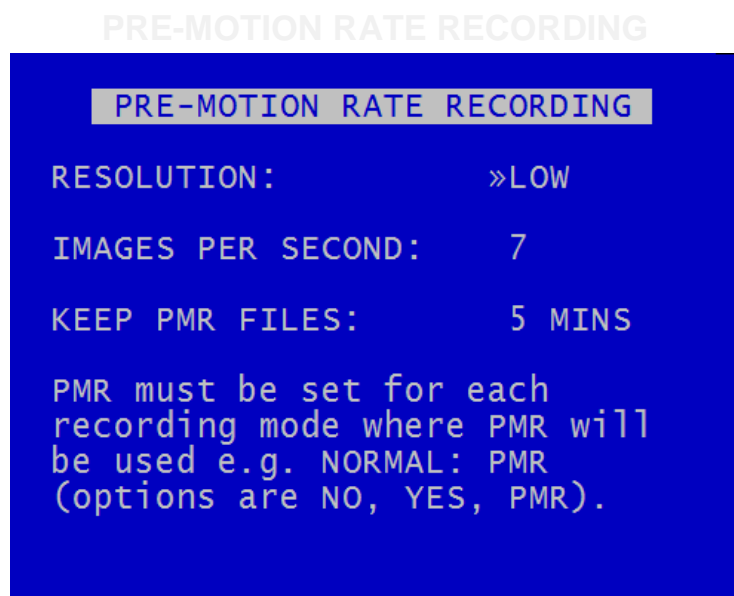 PRE-MOTION RATE RECORDING
PRE-MOTION RATE RECORDING
RESOLUTION: »LOW
IMAGES PER SECOND: 7
KEEP PMR FILES: 5 MINS
PMR must be set for each
recording mode where PMR will
be used e.g. NORMAL: PMR
(options are NO, YES, PMR).